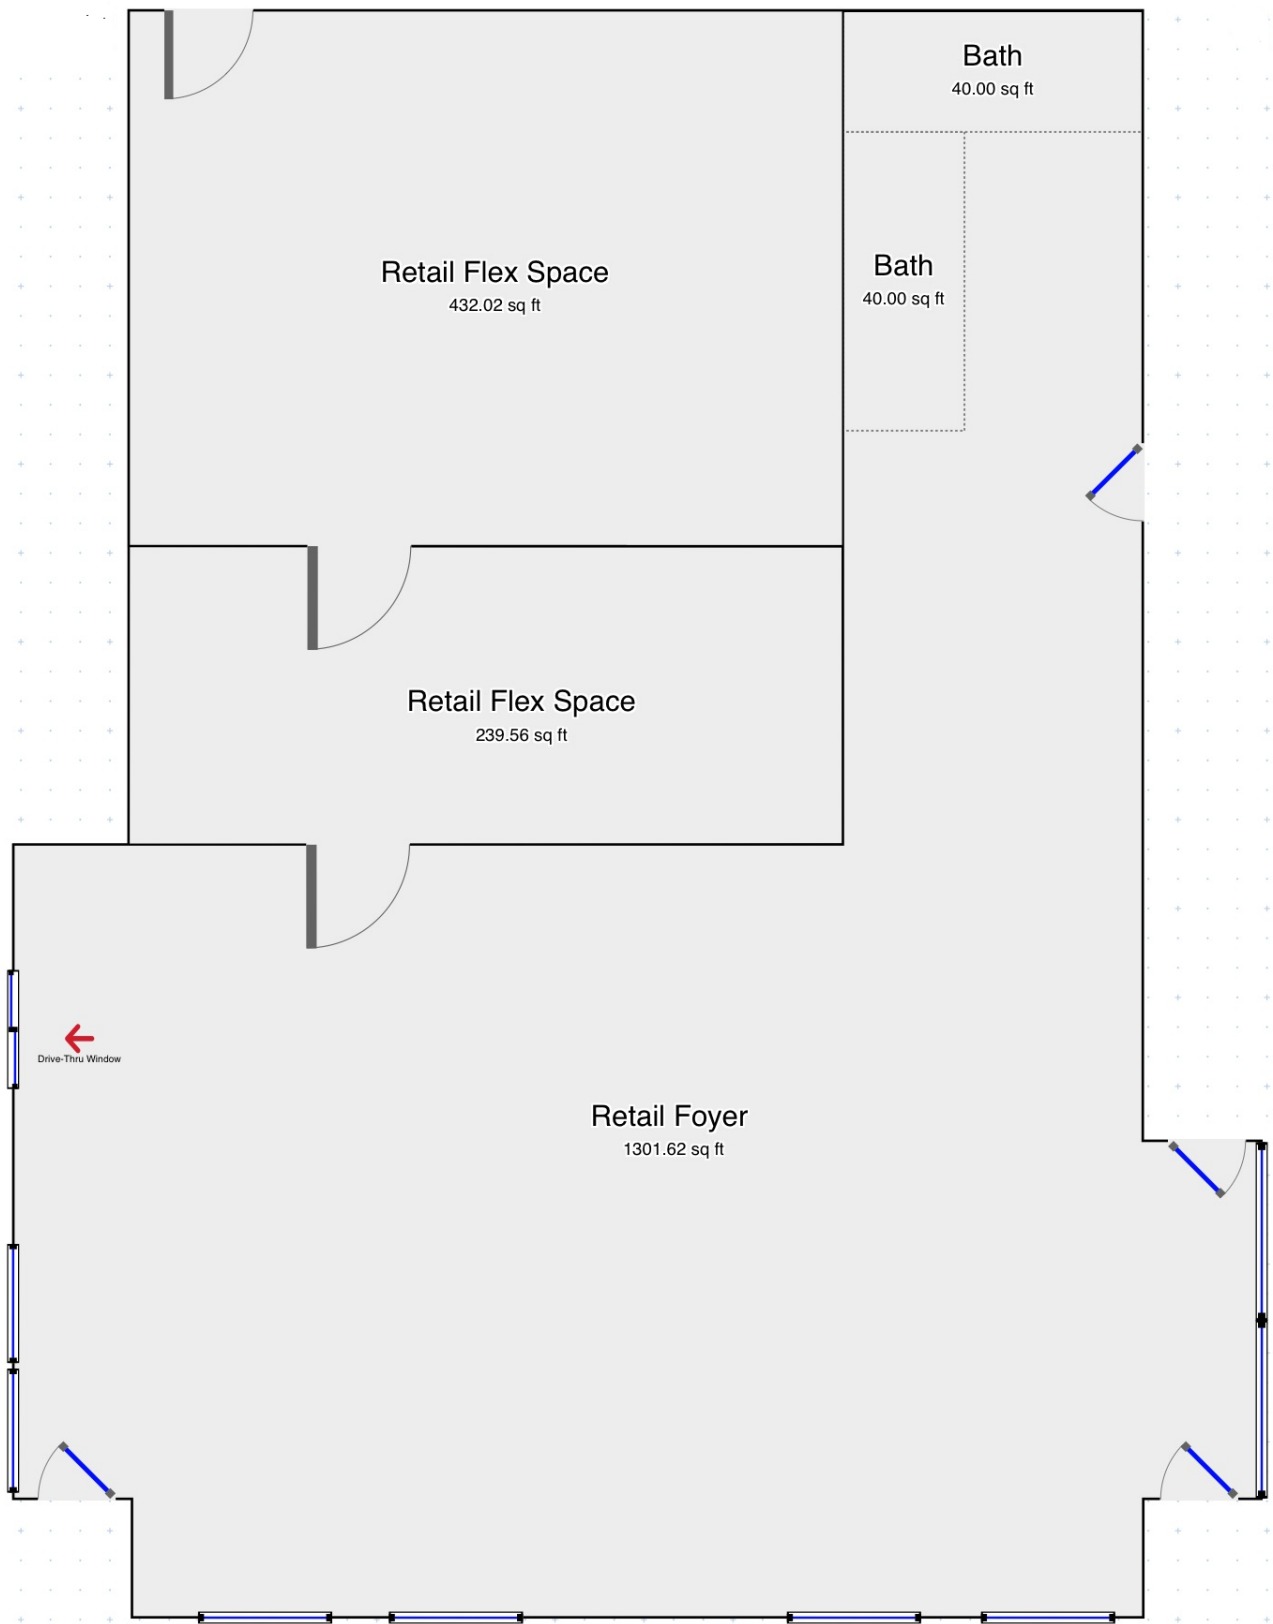 Bath
40.00 sq ft
Bath
40.00 sq ft
Retail Flex Space
432.02 sq ft
Retail Flex Space
239.56 sq ft
Drive-Thru Window
Retail Foyer
1301.62 sq ft